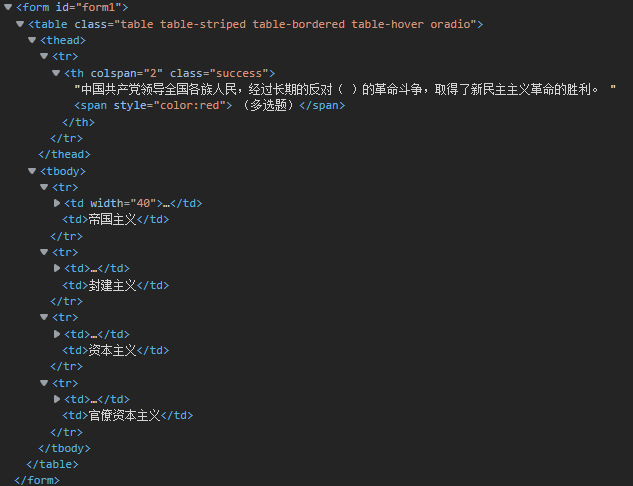 <form id="form1">
<table class="table table-striped table-bordered table-hover oradio">
<thead>
<tr>
<th colspan="2" class="success">
"中国共产党领导全国各族人民，经过长期的反对（ ）的革命斗争，取得了新民主主义革命的胜利。 "
<span style="color:red"> （多选题）</span>
</th>
</tr>
</thead>
<tbody>
<tr>
<td width="40">…</td>
<td>帝国主义</td>
</tr>
<tr>
<td>…</td>
<td>封建主义</td>
</tr>
<tr>
<td>…</td>
<td>资本主义</td>
</tr>
<tr>
<td>…</td>
<td>官僚资本主义</td>
</tr>
</tbody>
</table>
</form>